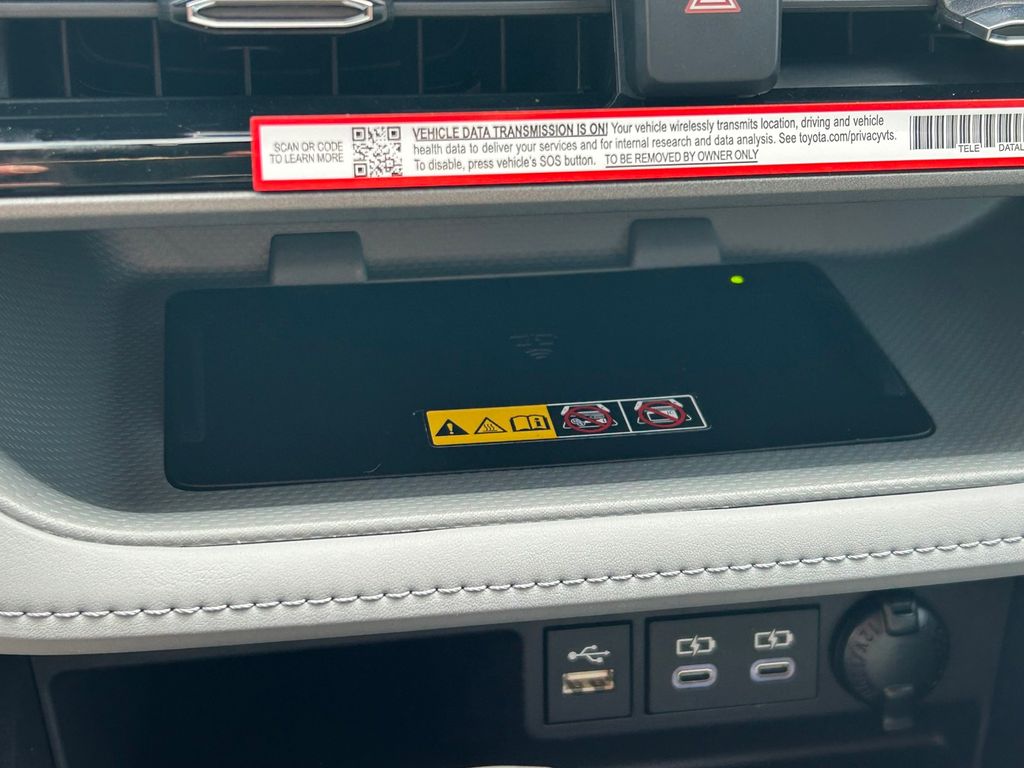 SCAN OR CODE
TO LEARN MORE
VEHICLE DATA TRANSMISSION IS ON! Your vehicle wirelessly transmits location, driving and vehicle
health data to deliver your services and for internal research and data analysis. See toyota.com/privacyvts.
To disable, press vehicle's SOS button. TO BE REMOVED BY OWNER ONLY
TELE DATAL
12V